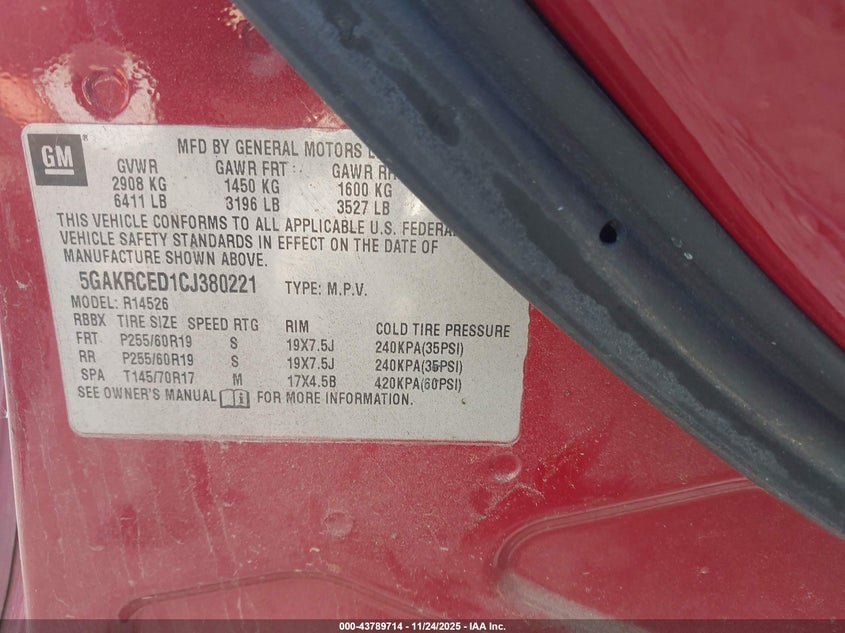 GM
MFD BY GENERAL MOTORS
GVWR GAWR FRT GAWR
2908 KG 1450 KG 1600 KG
6411 LB 3196 LB 3527 LB
THIS VEHICLE CONFORMS TO ALL APPLICABLE U.S. FEDERAL
VEHICLE SAFETY STANDARDS IN EFFECT ON THE DATE OF
MANUFACTURE SHOWN ABOVE.
5GAKRCED1CJ380221 TYPE: M.P.V.
MODEL: R14526
RBBX TIRE SIZE SPEED RTG RIM COLD TIRE PRESSURE
FRT P255/60R19 S 19X7.5J 240KPA(35PSI)
RR P255/60R19 S 19X7.5J 240KPA(35PSI)
SPA T145/70R17 M 17X4.5B 420KPA(60PSI)
SEE OWNER'S MANUAL FOR MORE INFORMATION.
000-43789714 - 11/24/2025 - IAA Inc.